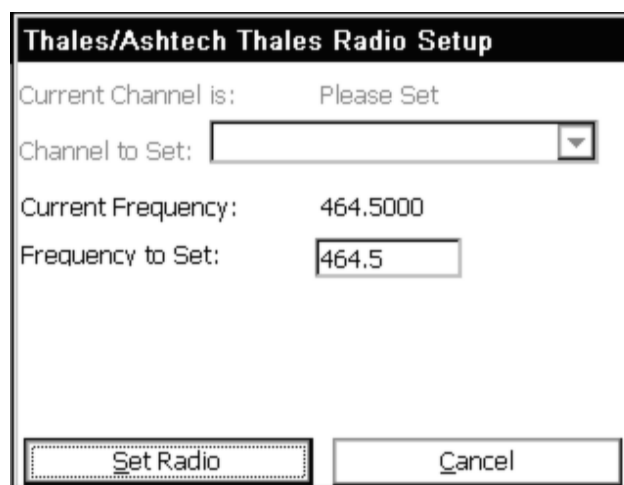 Thales/Ashtech Thales Radio Setup
Current Channel is: Please Set
Channel to Set:
Current Frequency: 464.5000
Frequency to Set: 464.5
Set Radio Cancel